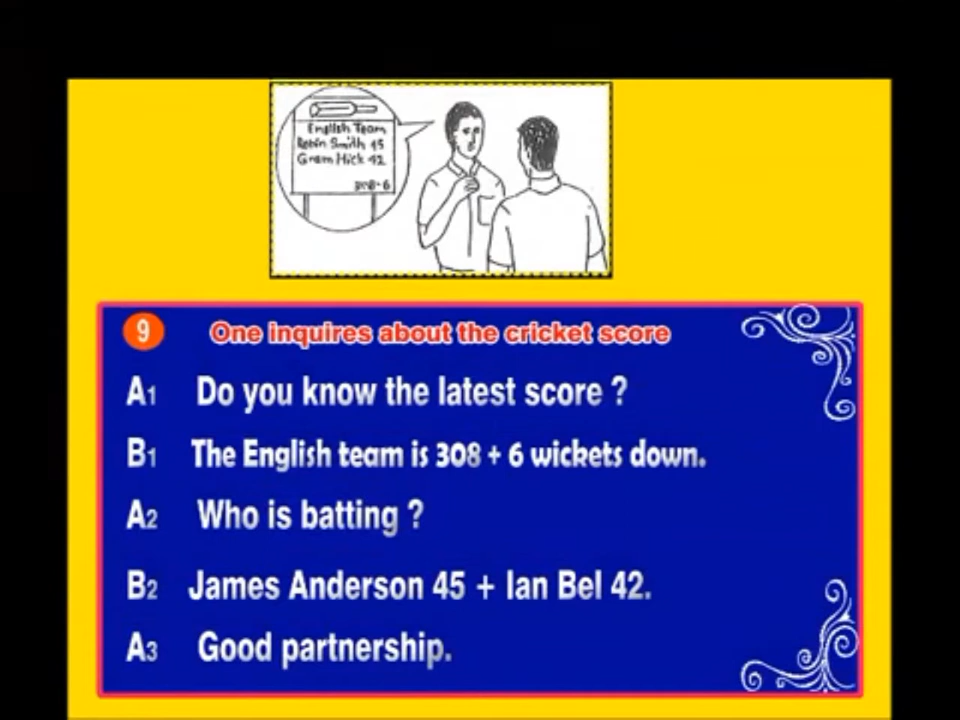 English Team
Robin Smith 45
Gram Hick 42
308-6
9 One inquires about the cricket score
A1 Do you know the latest score ?
B1 The English team is 308 + 6 wickets down.
A2 Who is batting ?
B2 James Anderson 45 + Ian Bel 42.
A3 Good partnership.